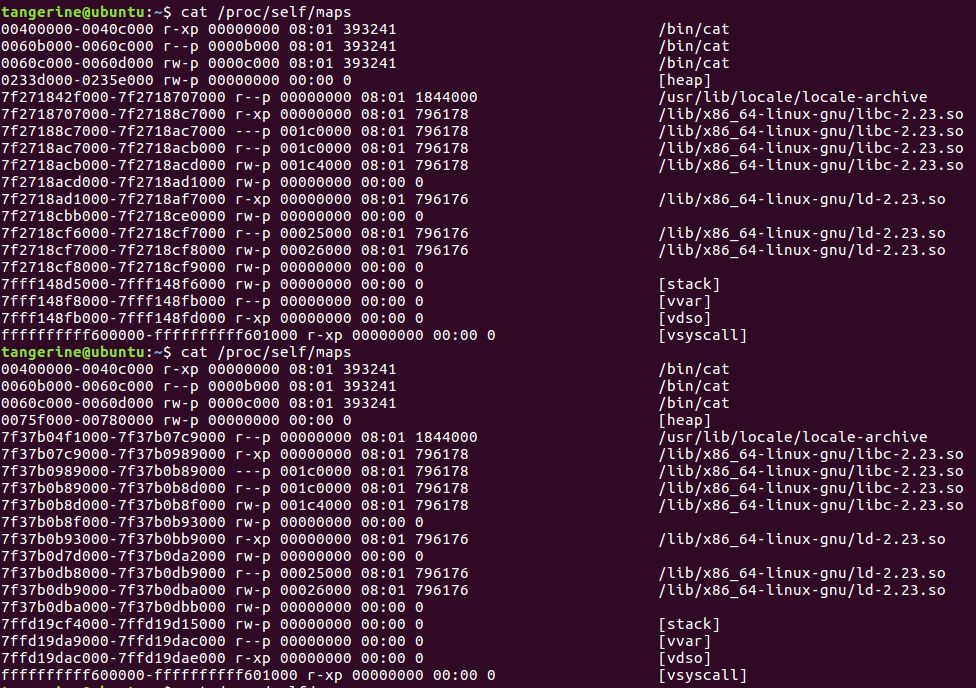 tangerine@ubuntu:~$ cat /proc/self/maps
00400000-0040c000 r-xp 00000000 08:01 393241 /bin/cat
0060b000-0060c000 r--p 0000b000 08:01 393241 /bin/cat
0060c000-0060d000 rw-p 0000c000 08:01 393241 /bin/cat
0233d000-0235e000 rw-p 00000000 00:00 0 [heap]
7f271842f000-7f2718707000 r--p 00000000 08:01 1844000 /usr/lib/locale/locale-archive
7f2718707000-7f27188c7000 r-xp 00000000 08:01 796178 /lib/x86_64-linux-gnu/libc-2.23.so
7f27188c7000-7f2718ac7000 ---p 001c0000 08:01 796178 /lib/x86_64-linux-gnu/libc-2.23.so
7f2718ac7000-7f2718acb000 r--p 001c0000 08:01 796178 /lib/x86_64-linux-gnu/libc-2.23.so
7f2718acb000-7f2718acd000 rw-p 001c4000 08:01 796178 /lib/x86_64-linux-gnu/libc-2.23.so
7f2718acd000-7f2718ad1000 rw-p 00000000 00:00 0
7f2718ad1000-7f2718af7000 r-xp 00000000 08:01 796176 /lib/x86_64-linux-gnu/ld-2.23.so
7f2718cbb000-7f2718ce0000 rw-p 00000000 00:00 0
7f2718cf6000-7f2718cf7000 r--p 00025000 08:01 796176 /lib/x86_64-linux-gnu/ld-2.23.so
7f2718cf7000-7f2718cf8000 rw-p 00026000 08:01 796176 /lib/x86_64-linux-gnu/ld-2.23.so
7f2718cf8000-7f2718cf9000 rw-p 00000000 00:00 0
7fff148d5000-7fff148f6000 rw-p 00000000 00:00 0 [stack]
7fff148f8000-7fff148fb000 r--p 00000000 00:00 0 [vvar]
7fff148fb000-7fff148fd000 r-xp 00000000 00:00 0 [vdso]
ffffffffff600000-ffffffffff601000 r-xp 00000000 00:00 0 [vsyscall]
tangerine@ubuntu:~$ cat /proc/self/maps
00400000-0040c000 r-xp 00000000 08:01 393241 /bin/cat
0060b000-0060c000 r--p 0000b000 08:01 393241 /bin/cat
0060c000-0060d000 rw-p 0000c000 08:01 393241 /bin/cat
0075f000-00780000 rw-p 00000000 00:00 0 [heap]
7f37b04f1000-7f37b07c9000 r--p 00000000 08:01 1844000 /usr/lib/locale/locale-archive
7f37b07c9000-7f37b0989000 r-xp 00000000 08:01 796178 /lib/x86_64-linux-gnu/libc-2.23.so
7f37b0989000-7f37b0b89000 ---p 001c0000 08:01 796178 /lib/x86_64-linux-gnu/libc-2.23.so
7f37b0b89000-7f37b0b8d000 r--p 001c0000 08:01 796178 /lib/x86_64-linux-gnu/libc-2.23.so
7f37b0b8d000-7f37b0b8f000 rw-p 001c4000 08:01 796178 /lib/x86_64-linux-gnu/libc-2.23.so
7f37b0b8f000-7f37b0b93000 rw-p 00000000 00:00 0
7f37b0b93000-7f37b0bb9000 r-xp 00000000 08:01 796176 /lib/x86_64-linux-gnu/ld-2.23.so
7f37b0d7d000-7f37b0da2000 rw-p 00000000 00:00 0
7f37b0db8000-7f37b0db9000 r--p 00025000 08:01 796176 /lib/x86_64-linux-gnu/ld-2.23.so
7f37b0db9000-7f37b0dba000 rw-p 00026000 08:01 796176 /lib/x86_64-linux-gnu/ld-2.23.so
7f37b0dba000-7f37b0dbb000 rw-p 00000000 00:00 0
7ffd19cf4000-7ffd19d15000 rw-p 00000000 00:00 0 [stack]
7ffd19da9000-7ffd19dac000 r--p 00000000 00:00 0 [vvar]
7ffd19dac000-7ffd19dae000 r-xp 00000000 00:00 0 [vdso]
ffffffffff600000-ffffffffff601000 r-xp 00000000 00:00 0 [vsyscall]